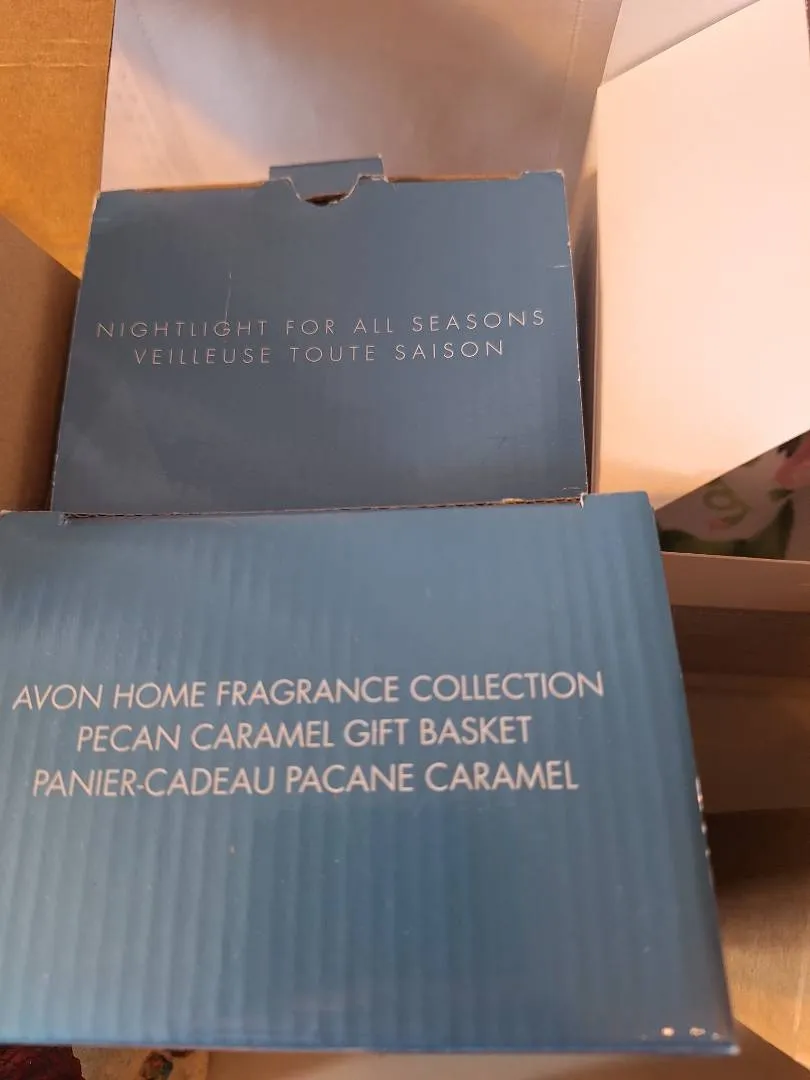 NIGHTLIGHT FOR ALL SEASONS
VEILLEUSE TOUTE SAISON
AVON HOME FRAGRANCE COLLECTION
PECAN CARAMEL GIFT BASKET
PANIER-CADEAU PACANE CARAMEL